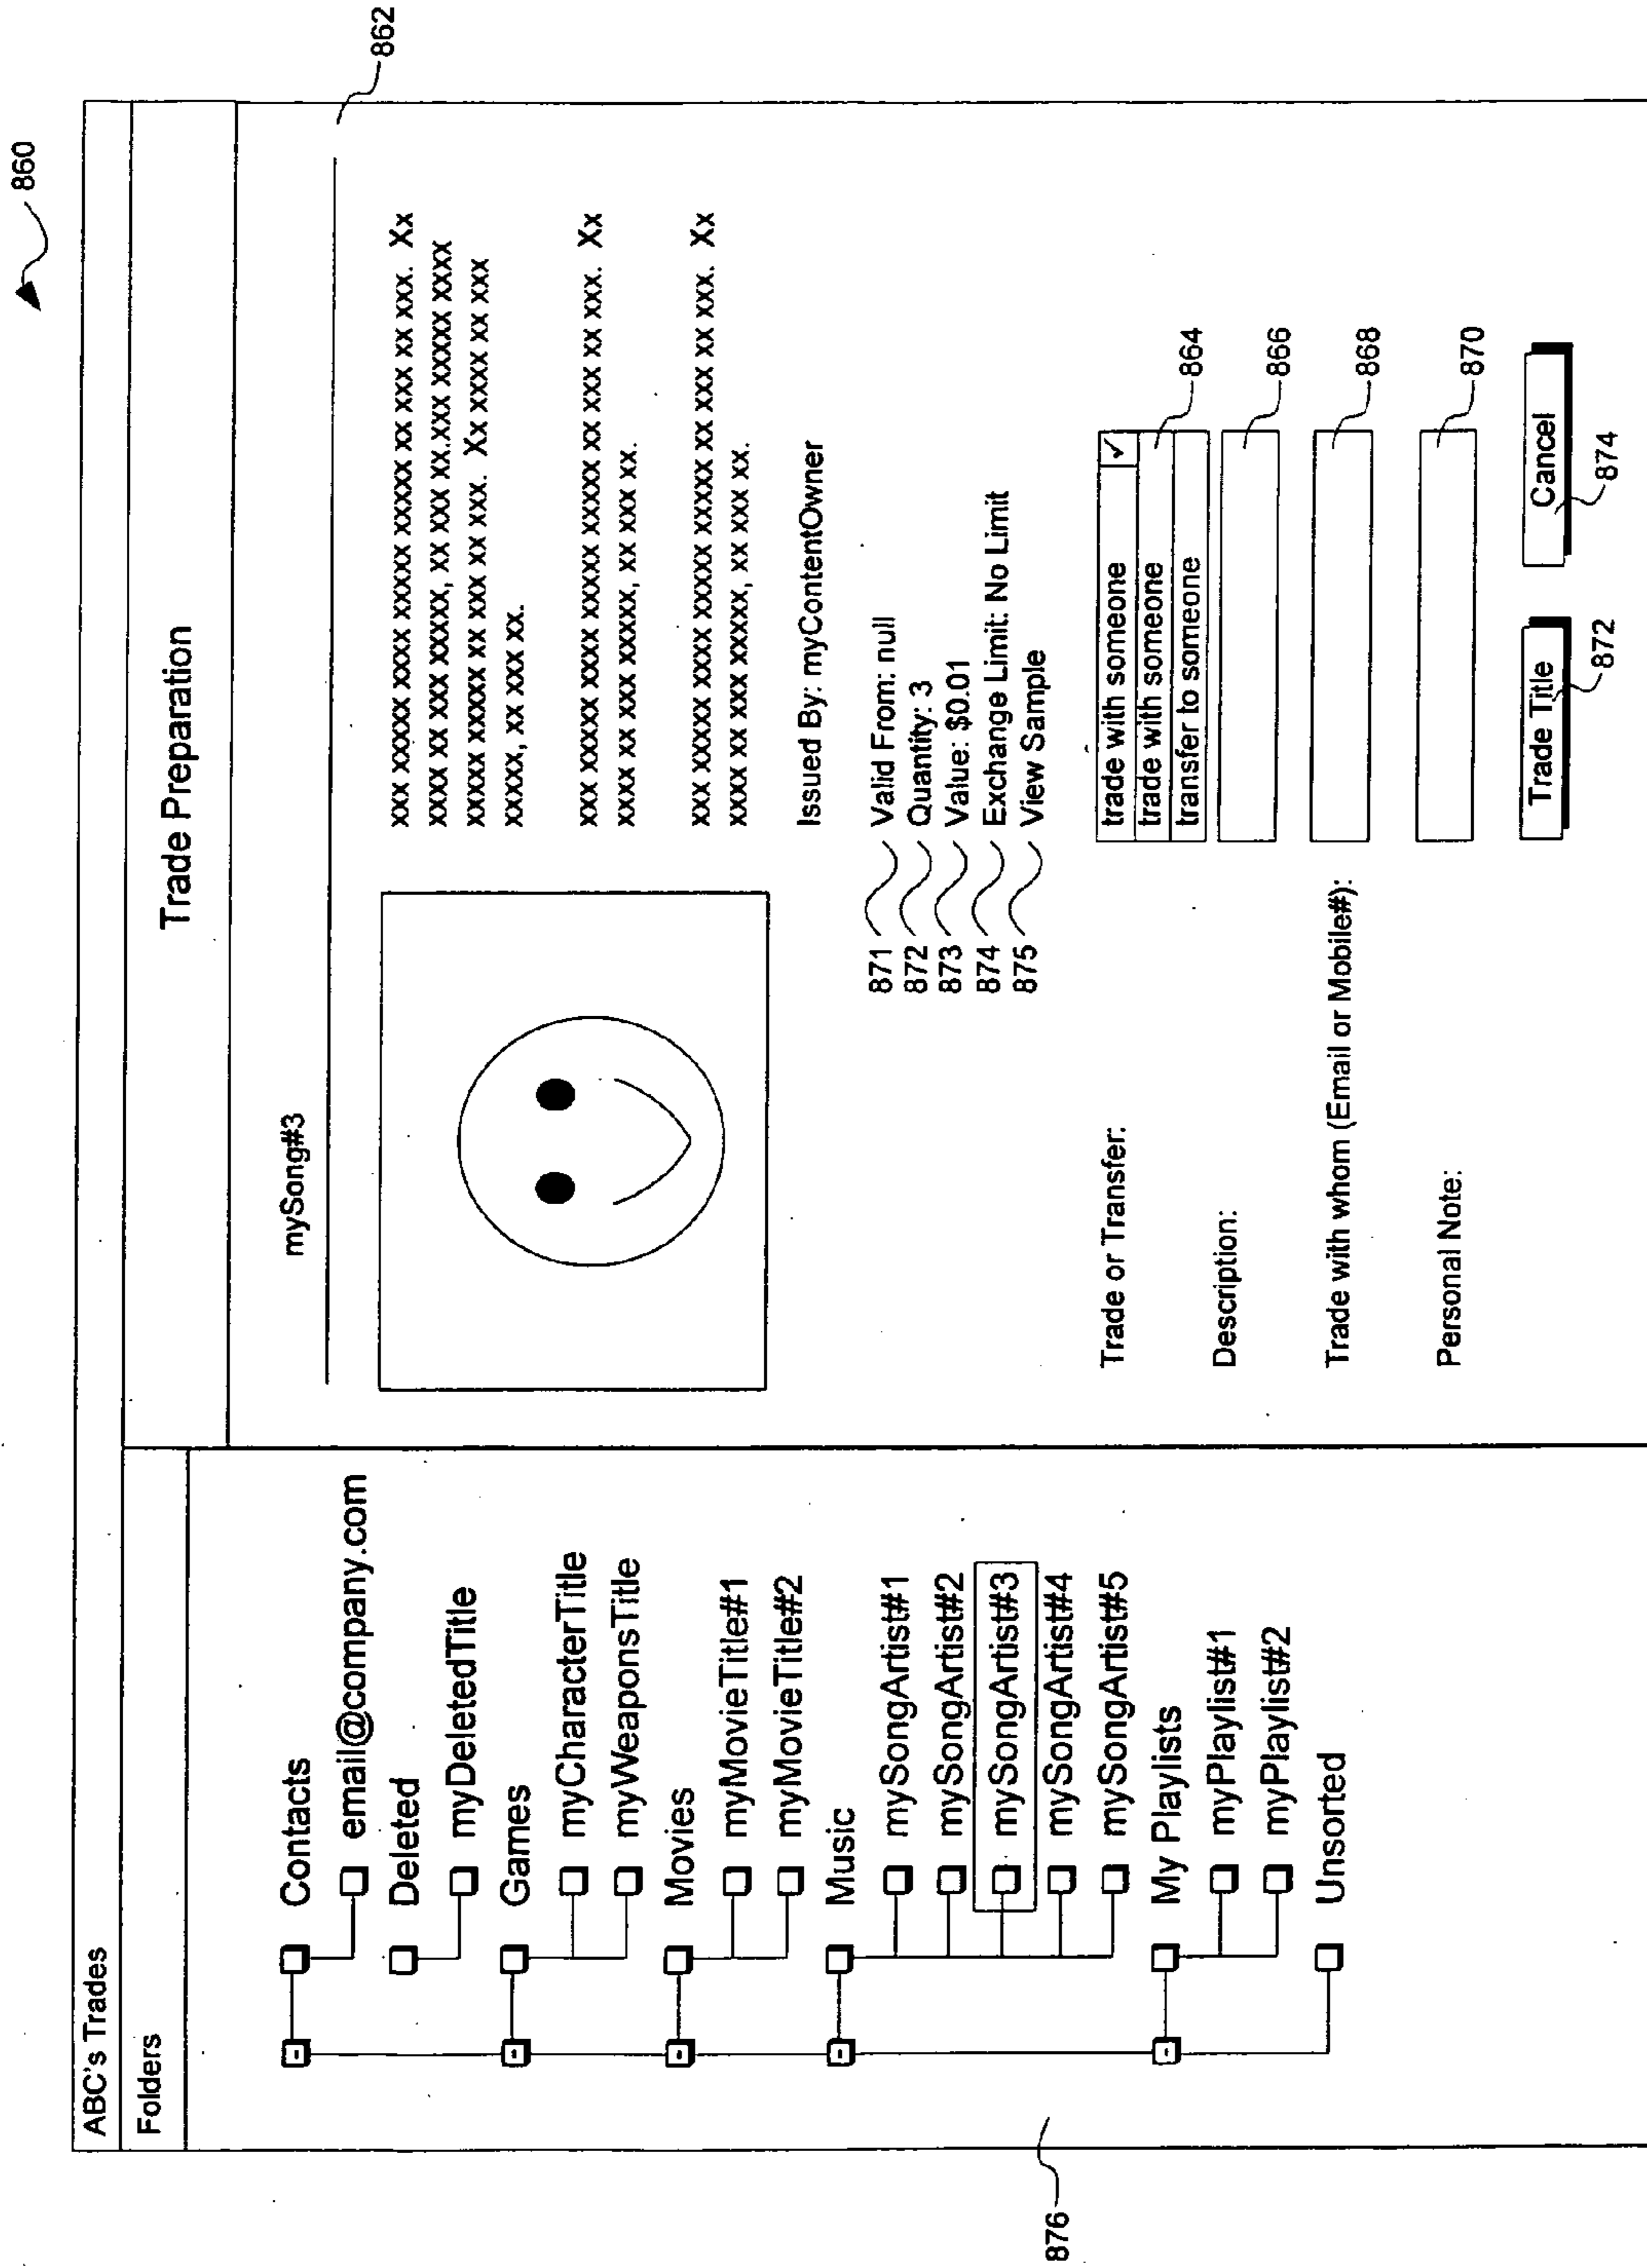 860
ABC's Trades
Folders
Trade Preparation
Contacts
email@company.com
Deleted
myDeletedTitle
Games
myCharacterTitle
myWeaponsTitle
Movies
myMovieTitle#1
myMovieTitle#2
Music
mySongArtist#1
mySongArtist#2
mySongArtist#3
mySongArtist#4
mySongArtist#5
My Playlists
myPlaylist#1
myPlaylist#2
Unsorted
876
mySong#3
862
xxx xxxxx xxxx xxxx xxxxx xxxxx xx xxx xx xxx. Xx
xxxx xx xxx xxxxx, xx xxx xx.xxx xxxxx xxxx
xxxxx xxxxx xx xxx xx xxx. Xx xxxx xx xxx
xxxxx, xx xxx xx.
xxx xxxxx xxxx xxxx xxxxx xxxxx xx xxx xx xxx. Xx
xxxx xx xxx xxxxx, xx xxx xx.
xxx xxxxx xxxx xxxx xxxxx xxxxx xx xxx xx xxx. Xx
xxxx xx xxx xxxxx, xx xxx xx.
Issued By: myContentOwner
871 Valid From: null
872 Quantity: 3
873 Value: $0.01
874 Exchange Limit: No Limit
875 View Sample
Trade or Transfer:
trade with someone ✓
trade with someone
transfer to someone
864
Description:
866
Trade with whom (Email or Mobile#):
868
Personal Note:
870
Trade Title
872
Cancel
874